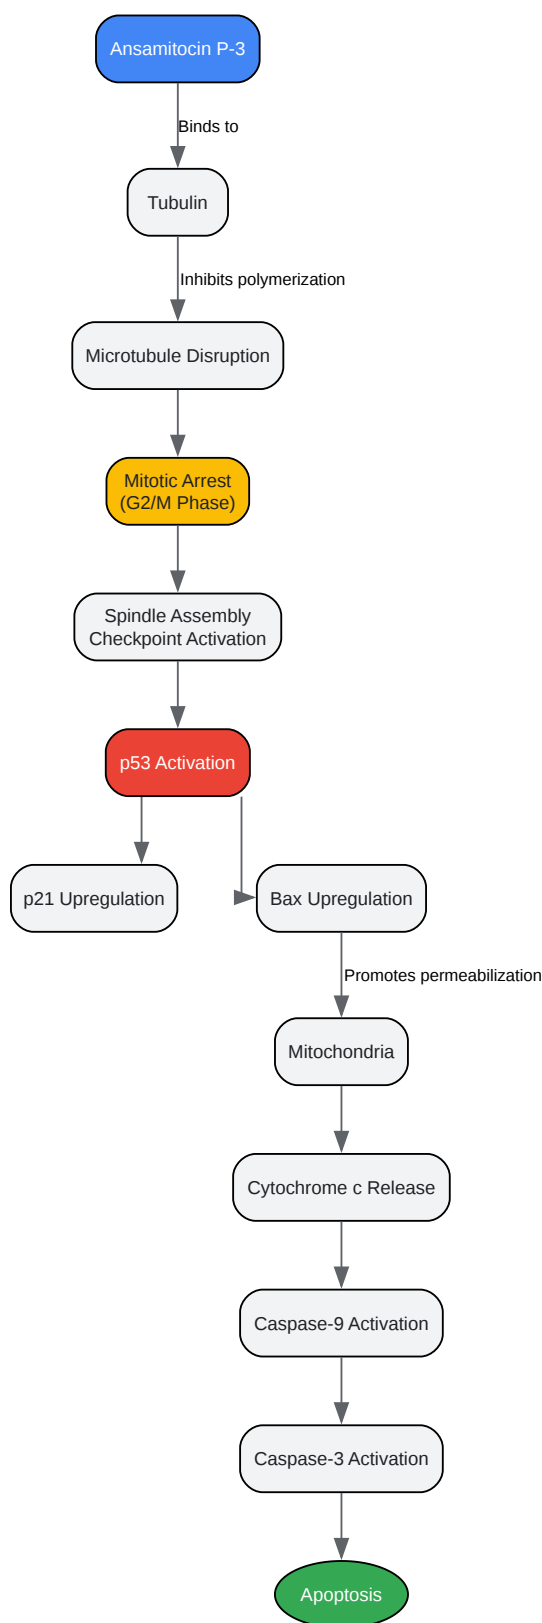 Ansamitocin P-3
Binds to
Tubulin
Inhibits polymerization
Microtubule Disruption
Mitotic Arrest
(G2/M Phase)
Spindle Assembly
Checkpoint Activation
p53 Activation
p21 Upregulation
Bax Upregulation
Promotes permeabilization
Mitochondria
Cytochrome c Release
Caspase-9 Activation
Caspase-3 Activation
Apoptosis